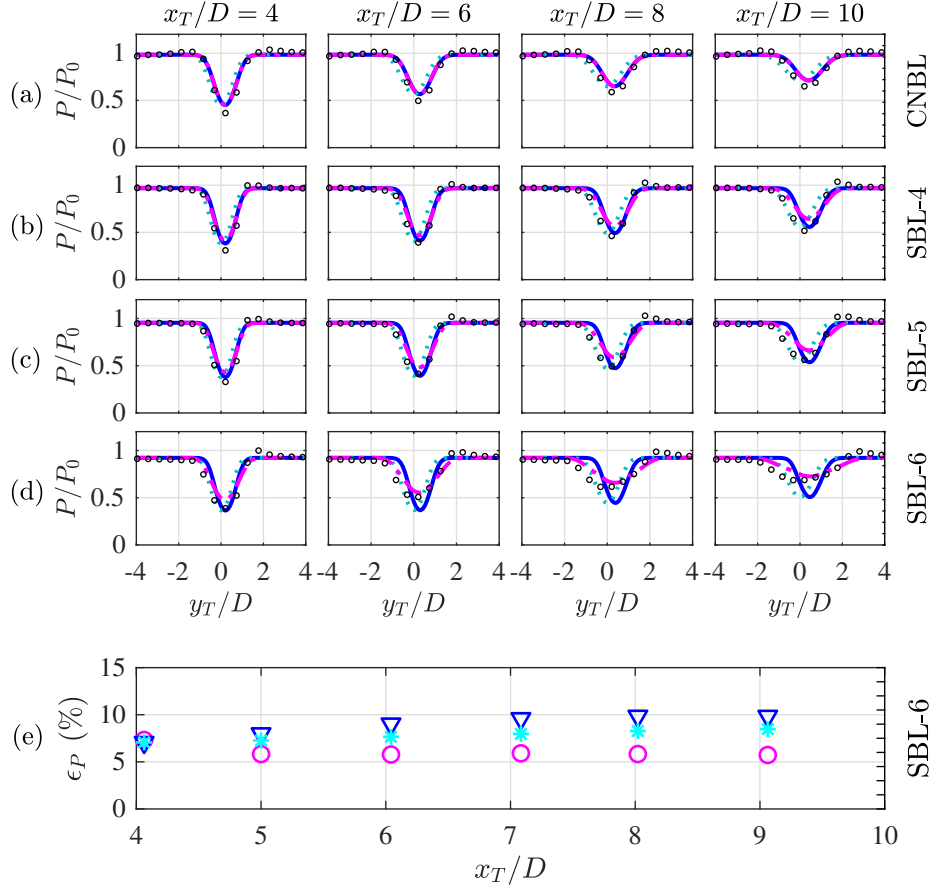 x_T/D = 4 x_T/D = 6 x_T/D = 8 x_T/D = 10
(a) P/P_0 1 0.5 0 CNBL
(b) P/P_0 1 0.5 0 SBL-4
(c) P/P_0 1 0.5 0 SBL-5
(d) P/P_0 1 0.5 0 SBL-6
-4 -2 0 2 4 -4 -2 0 2 4 -4 -2 0 2 4 -4 -2 0 2 4
y_T/D y_T/D y_T/D y_T/D
(e) ϵ_P (%) 15 10 5 0 SBL-6
4 5 6 7 8 9 10
x_T/D